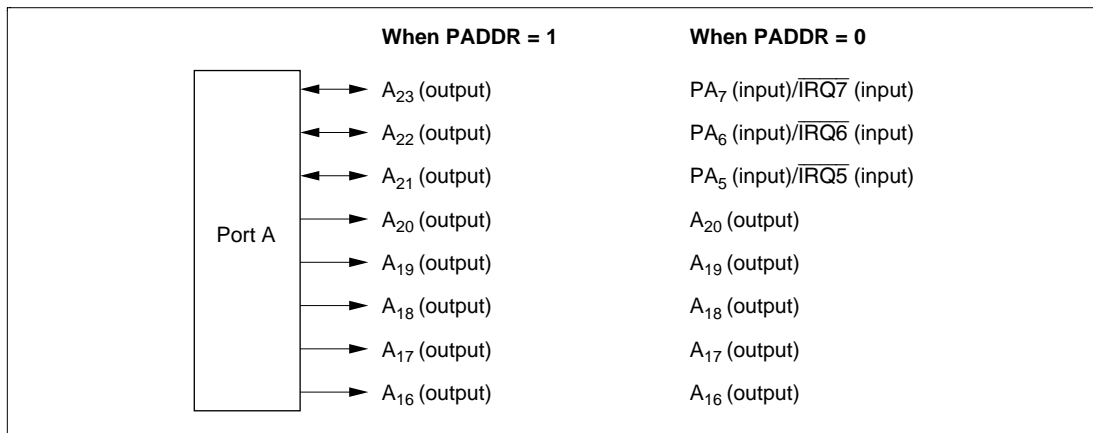 When PADDR = 1 When PADDR = 0
A23 (output) PA7 (input)/IRQ7 (input)
A22 (output) PA6 (input)/IRQ6 (input)
A21 (output) PA5 (input)/IRQ5 (input)
A20 (output) A20 (output)
Port A
A19 (output) A19 (output)
A18 (output) A18 (output)
A17 (output) A17 (output)
A16 (output) A16 (output)